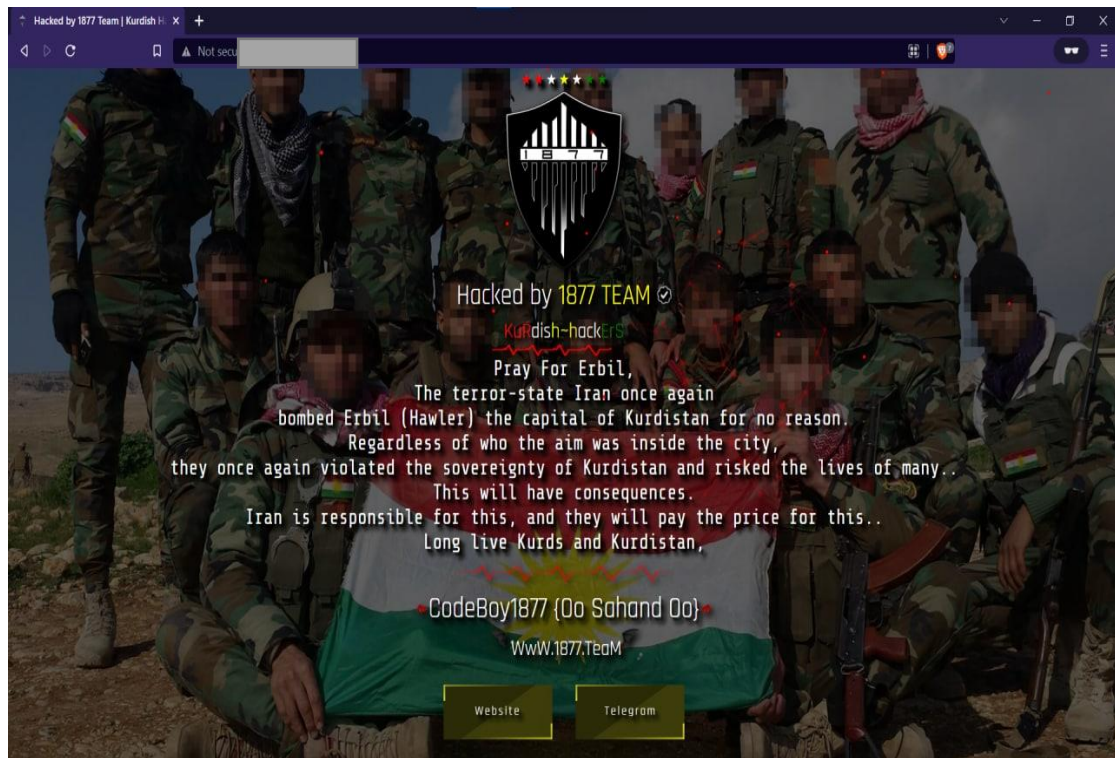 Hacked by 1877 Team | Kurdish H
Not secu
1877
Hacked by 1877 TEAM
KuRdish~hackErS
Pray For Erbil,
The terror-state Iran once again
bombed Erbil (Hawler) the capital of Kurdistan for no reason.
Regardless of who the aim was inside the city,
they once again violated the sovereignty of Kurdistan and risked the lives of many..
This will have consequences.
Iran is responsible for this, and they will pay the price for this..
Long live Kurds and Kurdistan,
CodeBoy1877 {Oo Sahand Oo}
WwW.1877.TeaM
Website
Telegram